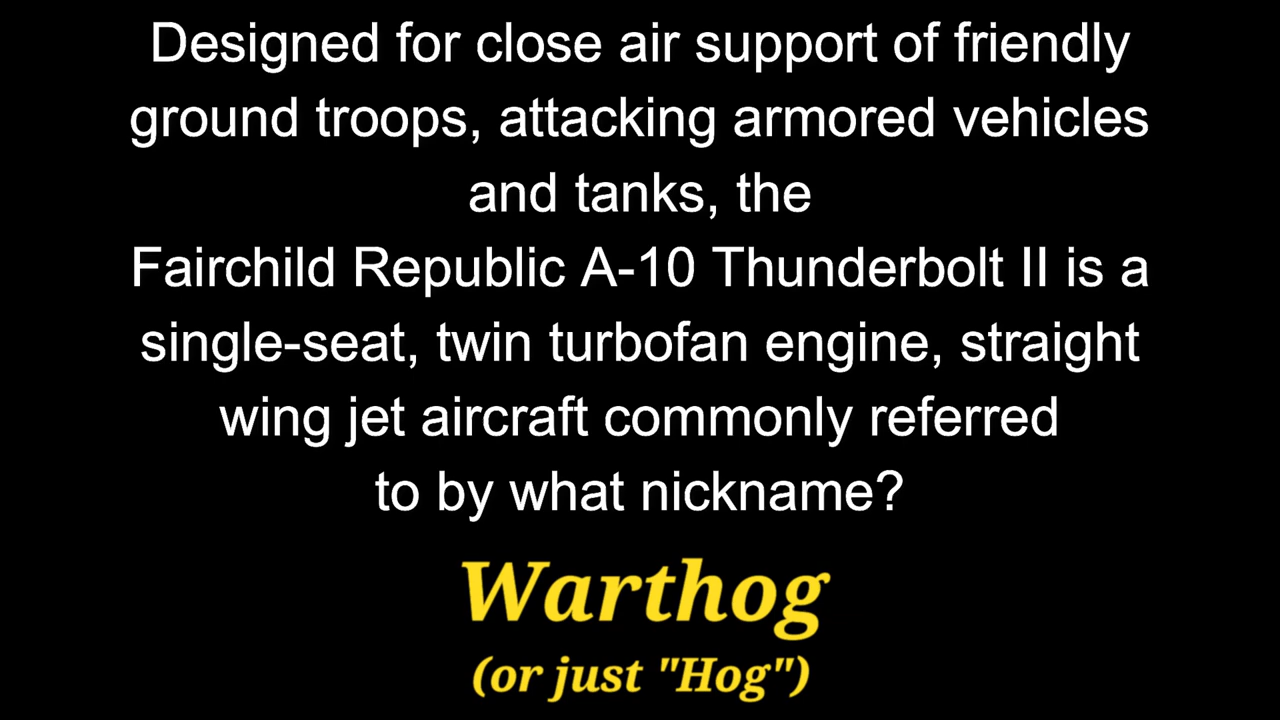 Designed for close air support of friendly
ground troops, attacking armored vehicles
and tanks, the
Fairchild Republic A-10 Thunderbolt II is a
single-seat, twin turbofan engine, straight
wing jet aircraft commonly referred
to by what nickname?
Warthog
(or just "Hog")